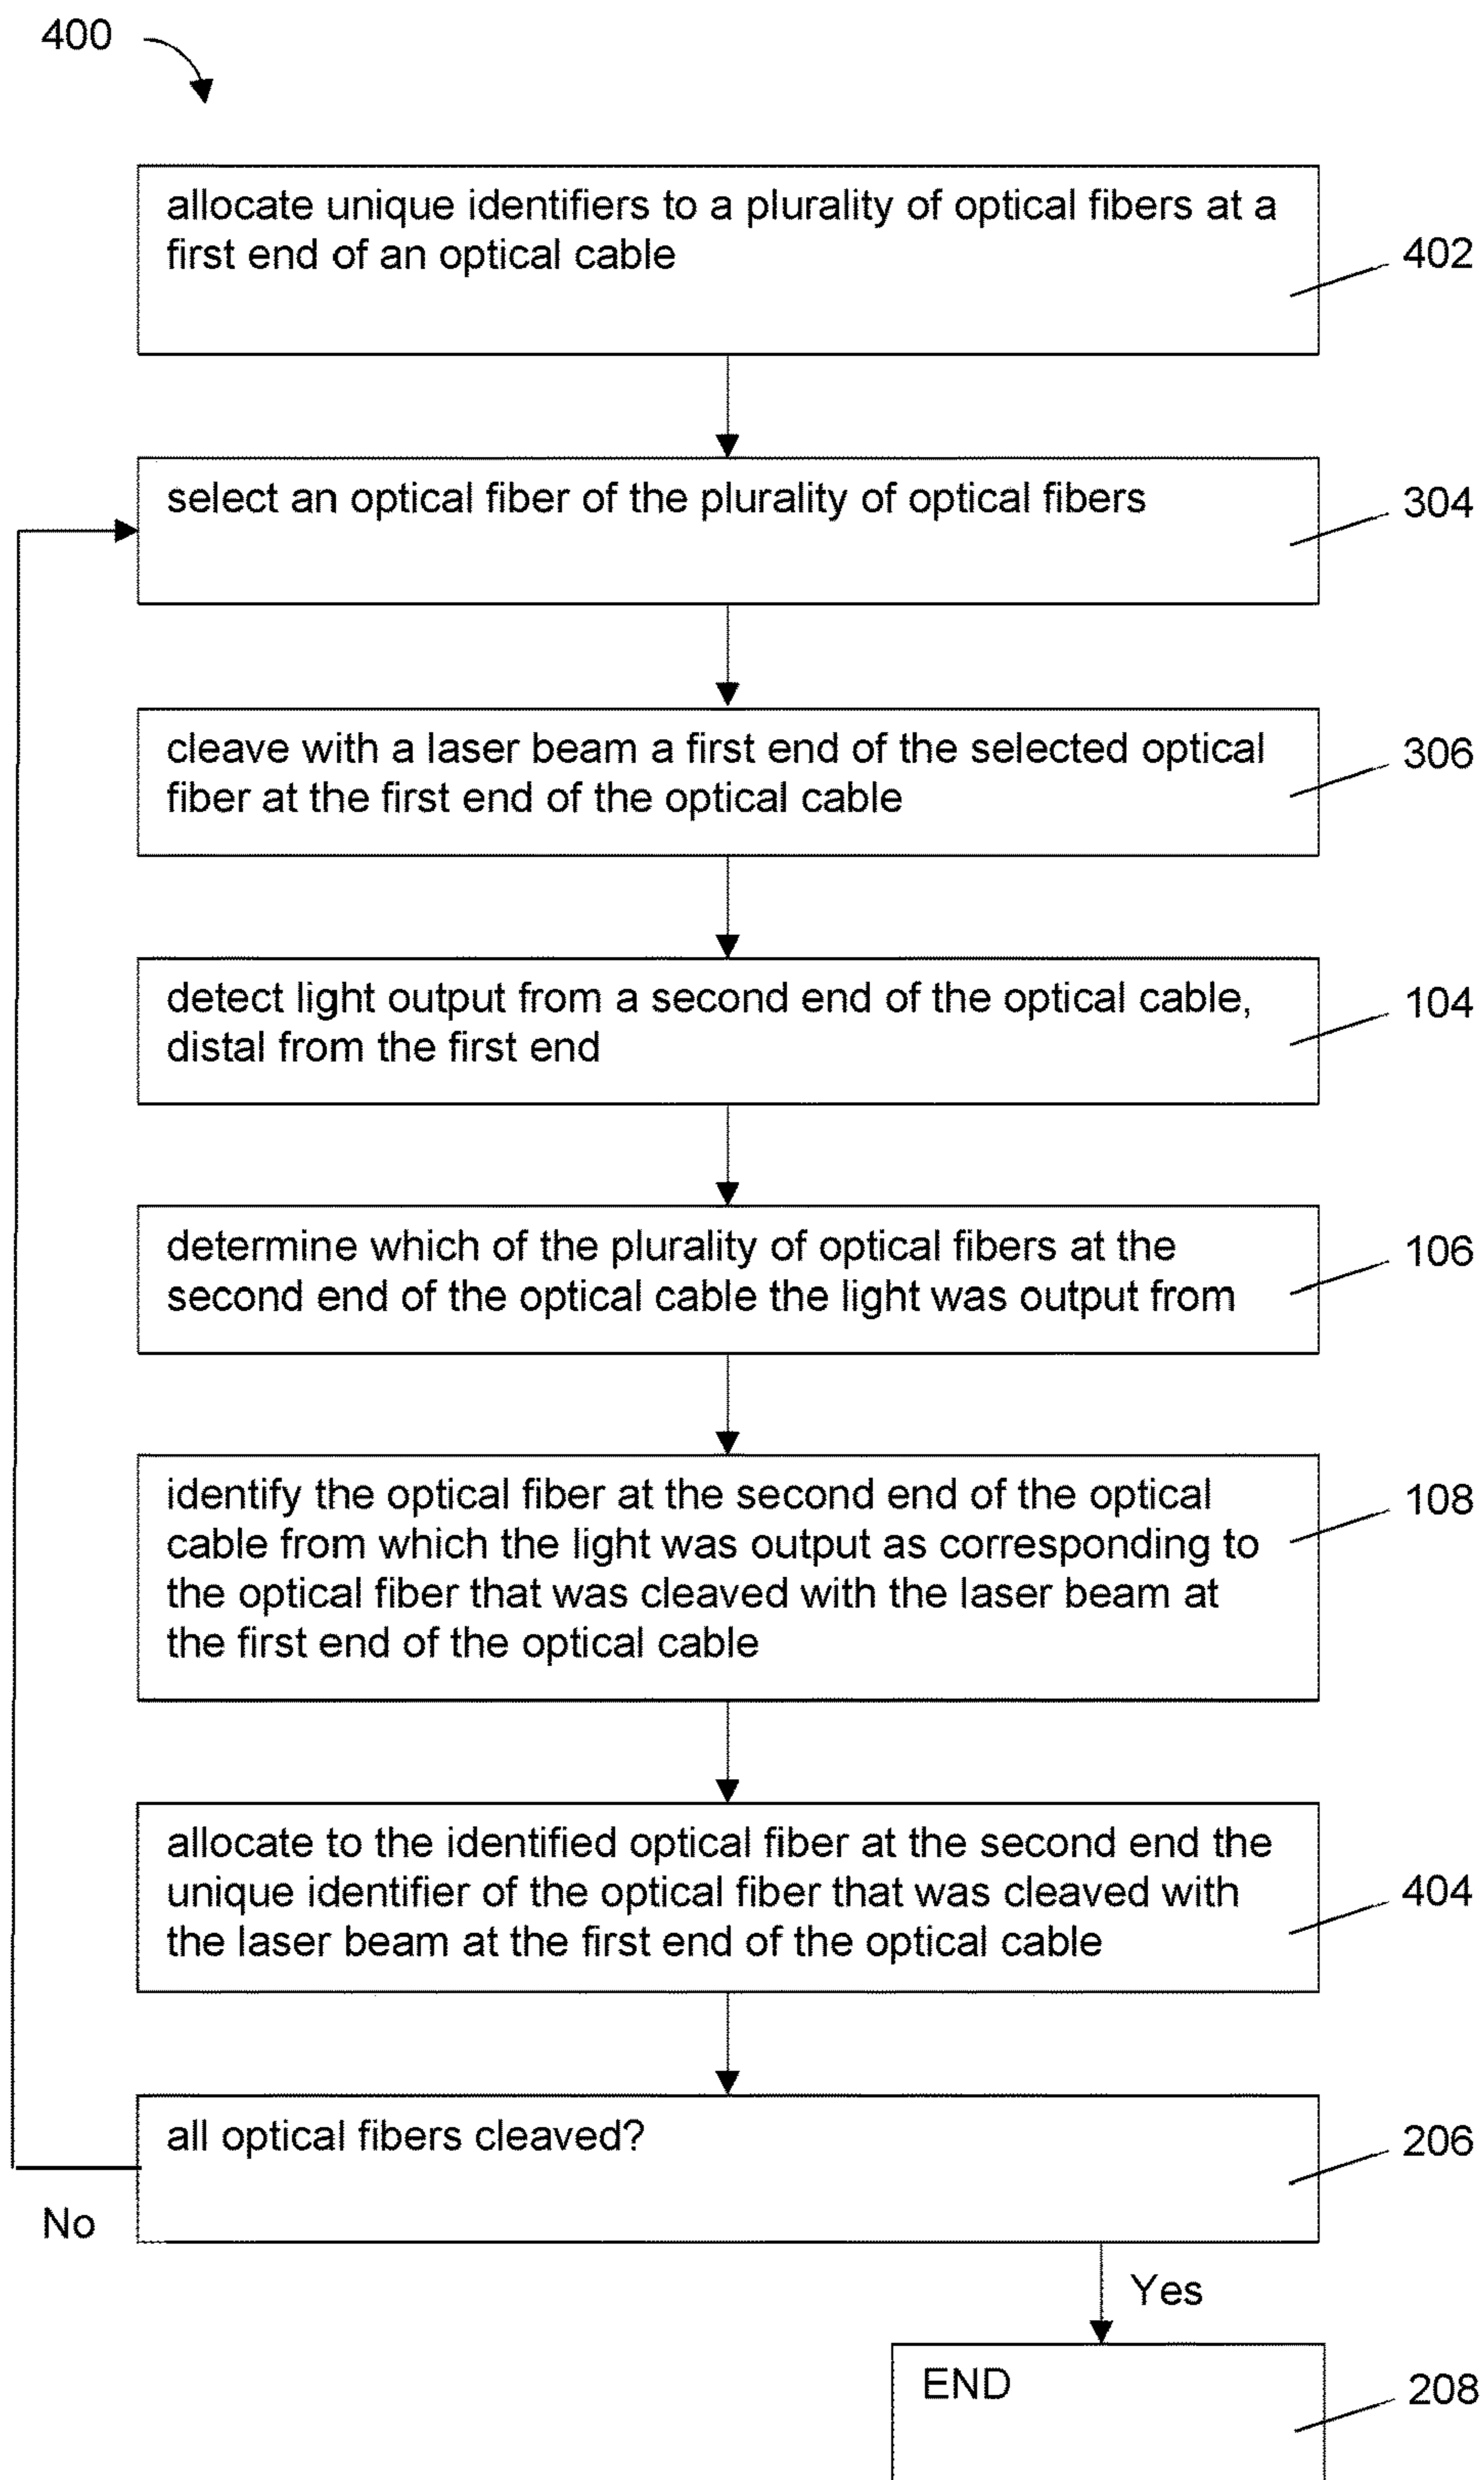 400
allocate unique identifiers to a plurality of optical fibers at a
first end of an optical cable
402
select an optical fiber of the plurality of optical fibers
304
cleave with a laser beam a first end of the selected optical
fiber at the first end of the optical cable
306
detect light output from a second end of the optical cable,
distal from the first end
104
determine which of the plurality of optical fibers at the
second end of the optical cable the light was output from
106
identify the optical fiber at the second end of the optical
cable from which the light was output as corresponding to
the optical fiber that was cleaved with the laser beam at
the first end of the optical cable
108
allocate to the identified optical fiber at the second end the
unique identifier of the optical fiber that was cleaved with
the laser beam at the first end of the optical cable
404
all optical fibers cleaved?
206
No
Yes
END
208